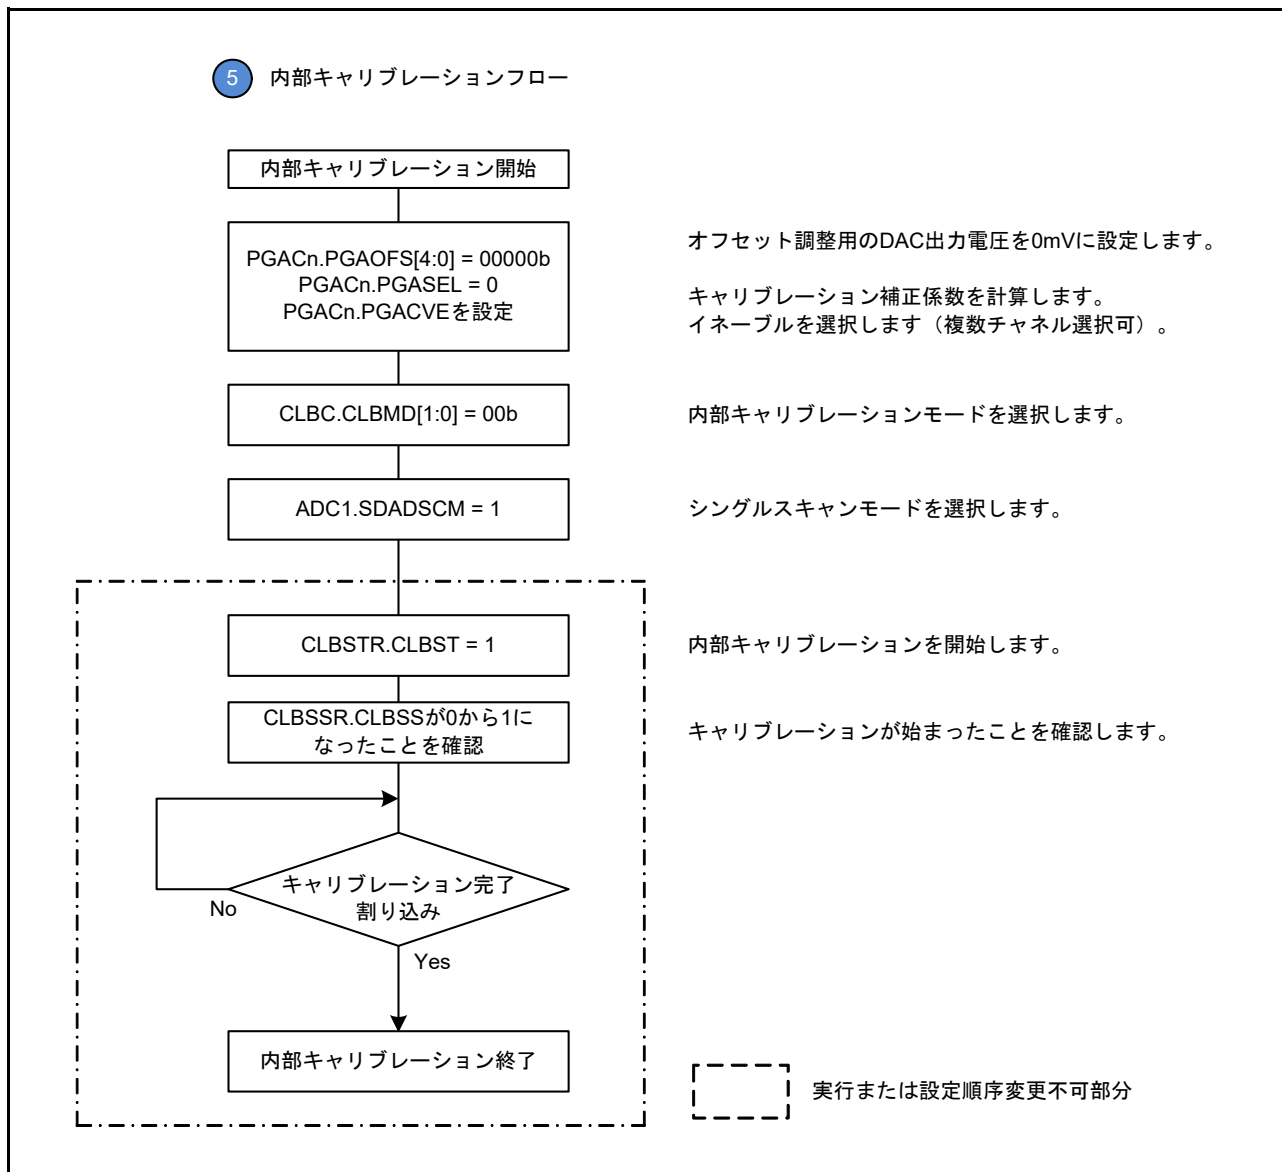 5 内部キャリブレーションフロー
内部キャリブレーション開始
PGACn.PGAOFS[4:0] = 00000b
PGACn.PGASEL = 0
PGACn.PGACVEを設定
オフセット調整用のDAC出力電圧を0mVに設定します。
キャリブレーション補正係数を計算します。
イネーブルを選択します（複数チャネル選択可）。
CLBC.CLBMD[1:0] = 00b
内部キャリブレーションモードを選択します。
ADC1.SDADSCM = 1
シングルスキャンモードを選択します。
CLBSTR.CLBST = 1
内部キャリブレーションを開始します。
CLBSSR.CLBSSが0から1に
なったことを確認
キャリブレーションが始まったことを確認します。
キャリブレーション完了
割り込み
No
Yes
内部キャリブレーション終了
実行または設定順序変更不可部分